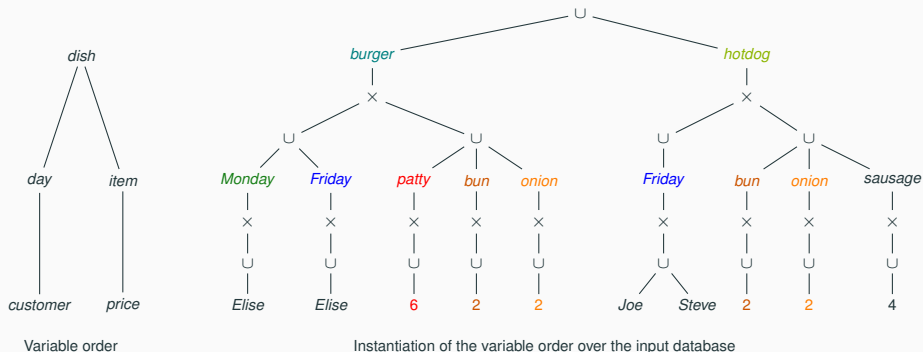 ∪
dish burger hotdog
× ×
∪ ∪ ∪ ∪
day item Monday Friday patty bun onion Friday bun onion sausage
× × × × × × × × ×
∪ ∪ ∪ ∪ ∪ ∪ ∪ ∪ ∪
customer price Elise Elise 6 2 2 Joe Steve 2 2 4
Variable order Instantiation of the variable order over the input database